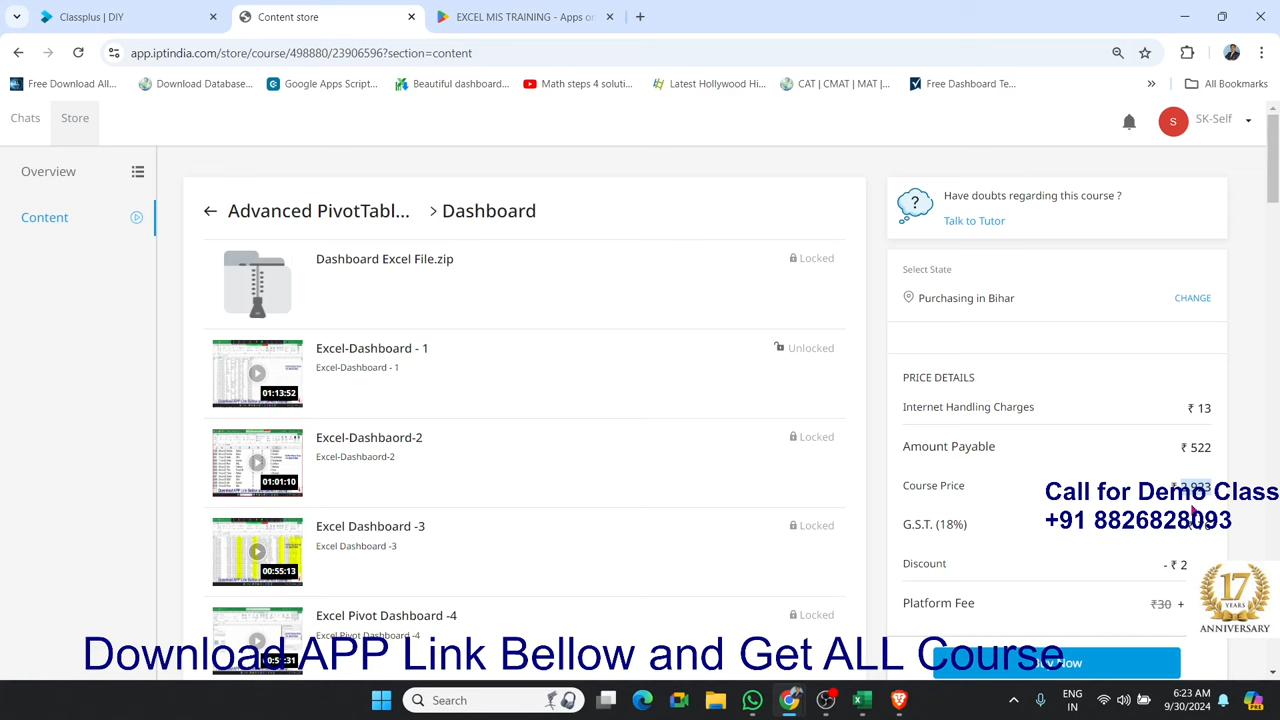 Classplus | DIY
Content store
EXCEL MIS TRAINING - Apps on
app.iptindia.com/store/course/498880/23906596?section=content
Free Download All...
Download Database...
Google Apps Script...
Beautiful dashboard...
Math steps 4 soluti...
Latest Hollywood Hi...
CAT | CMAT | MAT |...
Free Dashboard Te...
All Bookmarks
Chats
Store
S
SK-Self
Overview
Content
Advanced PivotTabl... > Dashboard
Dashboard Excel File.zip
Locked
Excel-Dashboard - 1
Unlocked
Excel-Dashboard - 1
01:13:52
Excel-Dashbaord-2
Locked
Excel-Dashbaord-2
01:01:10
Excel Dashboard -3
Locked
Excel Dashboard -3
00:55:13
Excel Pivot Dashboard -4
Locked
Excel Pivot Dashboard -4
Have doubts regarding this course ?
Talk to Tutor
Select State
Purchasing in Bihar
CHANGE
PRICE DETAILS
Internet Handling Charges
₹ 13
Amount Payable
₹ 522
Course Price
Call for Demo Class
+91 8826828093
G.S.T. (18%)
Discount
- ₹ 2
Platform Fee
₹30 +
17
YEARS
ANNIVERSARY
Now
Download APP Link Bellow and Get ALL Course
Search
ENG
IN
6:23 AM
9/30/2024